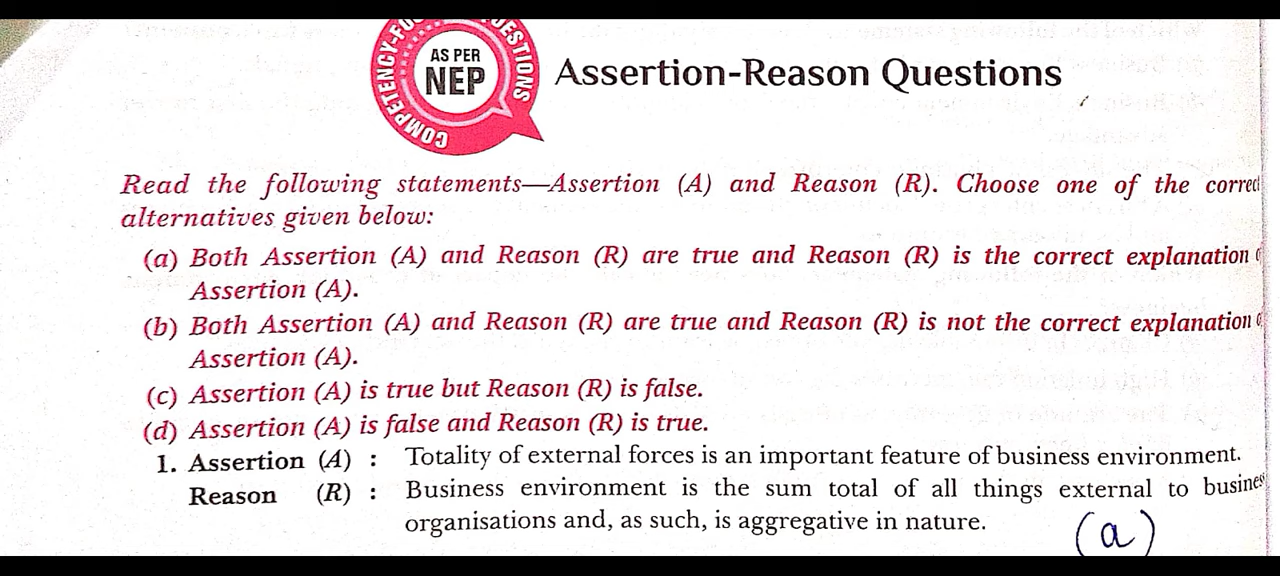 COMPETENCY-FO
ESTIONS
AS PER
NEP
Assertion-Reason Questions
Read the following statements—Assertion (A) and Reason (R). Choose one of the correct
alternatives given below:
(a) Both Assertion (A) and Reason (R) are true and Reason (R) is the correct explanation o
Assertion (A).
(b) Both Assertion (A) and Reason (R) are true and Reason (R) is not the correct explanation o
Assertion (A).
(c) Assertion (A) is true but Reason (R) is false.
(d) Assertion (A) is false and Reason (R) is true.
1. Assertion (A) : Totality of external forces is an important feature of business environment.
Reason (R) : Business environment is the sum total of all things external to busines
organisations and, as such, is aggregative in nature.
(a)